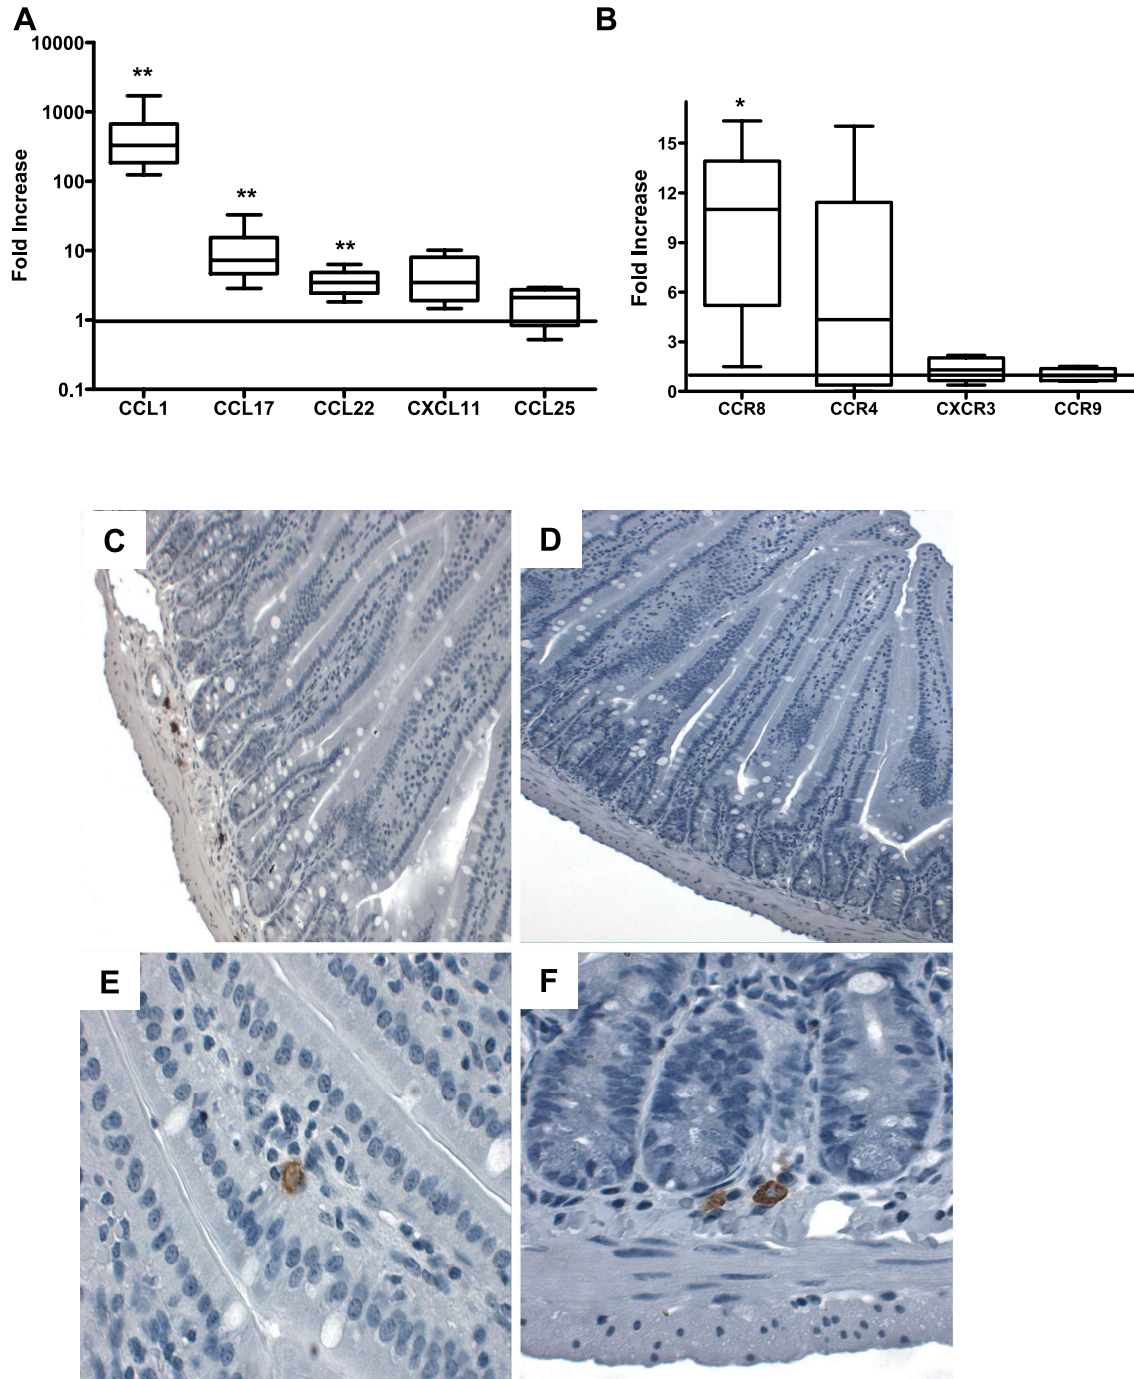 A
Fold Increase
10000
1000
100
10
1
0.1
**
**
**
CCL1 CCL17 CCL22 CXCL11 CCL25
B
Fold Increase
15
12
9
6
3
0
*
CCR8 CCR4 CXCR3 CCR9
C
D
E
F